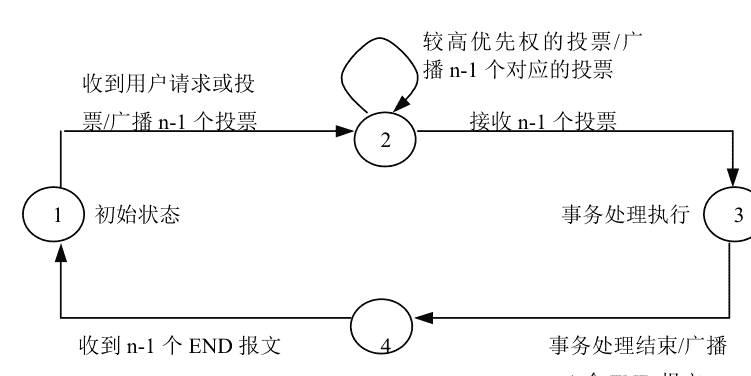 较高优先权的投票/广
播 n-1 个对应的投票
收到用户请求或投
票/广播 n-1 个投票
2
接收 n-1 个投票
1
初始状态
事务处理执行
3
4
收到 n-1 个 END 报文
事务处理结束/广播